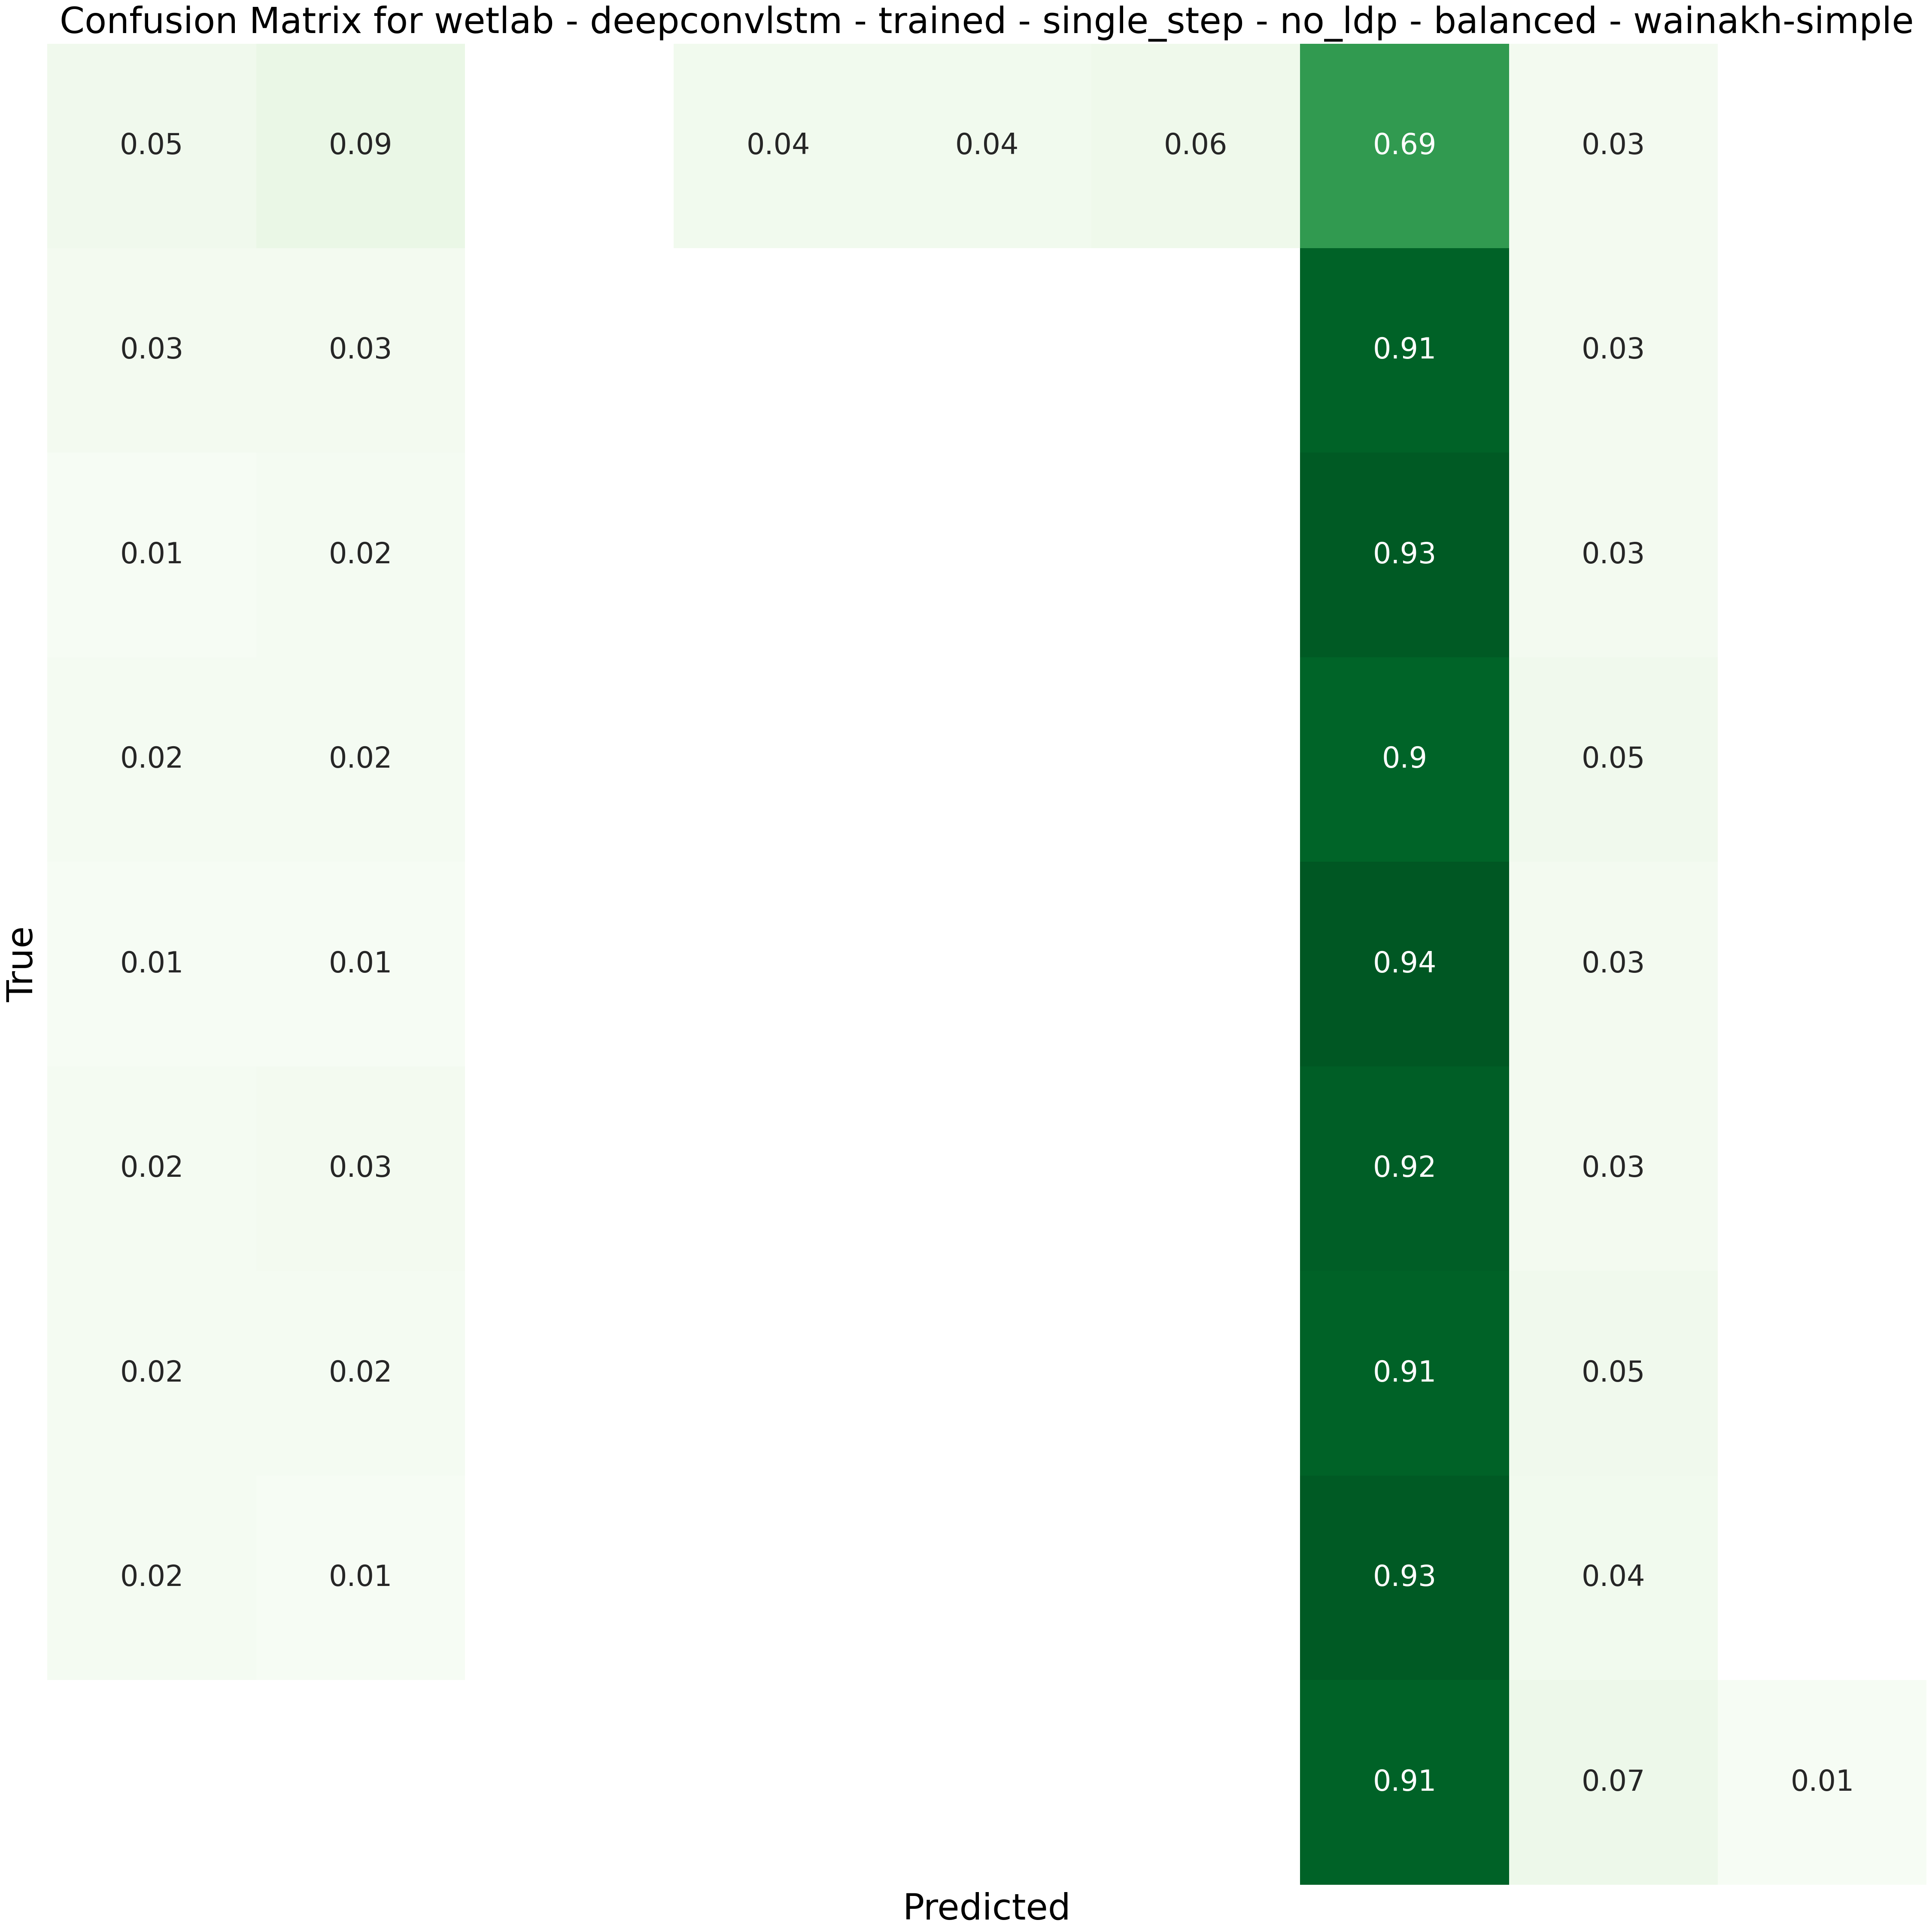 Confusion Matrix for wetlab - deepconvlstm - trained - single_step - no_ldp - balanced - wainakh-simple
0.05 0.09 0.04 0.04 0.06 0.69 0.03
0.03 0.03 0.91 0.03
0.01 0.02 0.93 0.03
0.02 0.02 0.9 0.05
True
0.01 0.01 0.94 0.03
0.02 0.03 0.92 0.03
0.02 0.02 0.91 0.05
0.02 0.01 0.93 0.04
0.91 0.07 0.01
Predicted